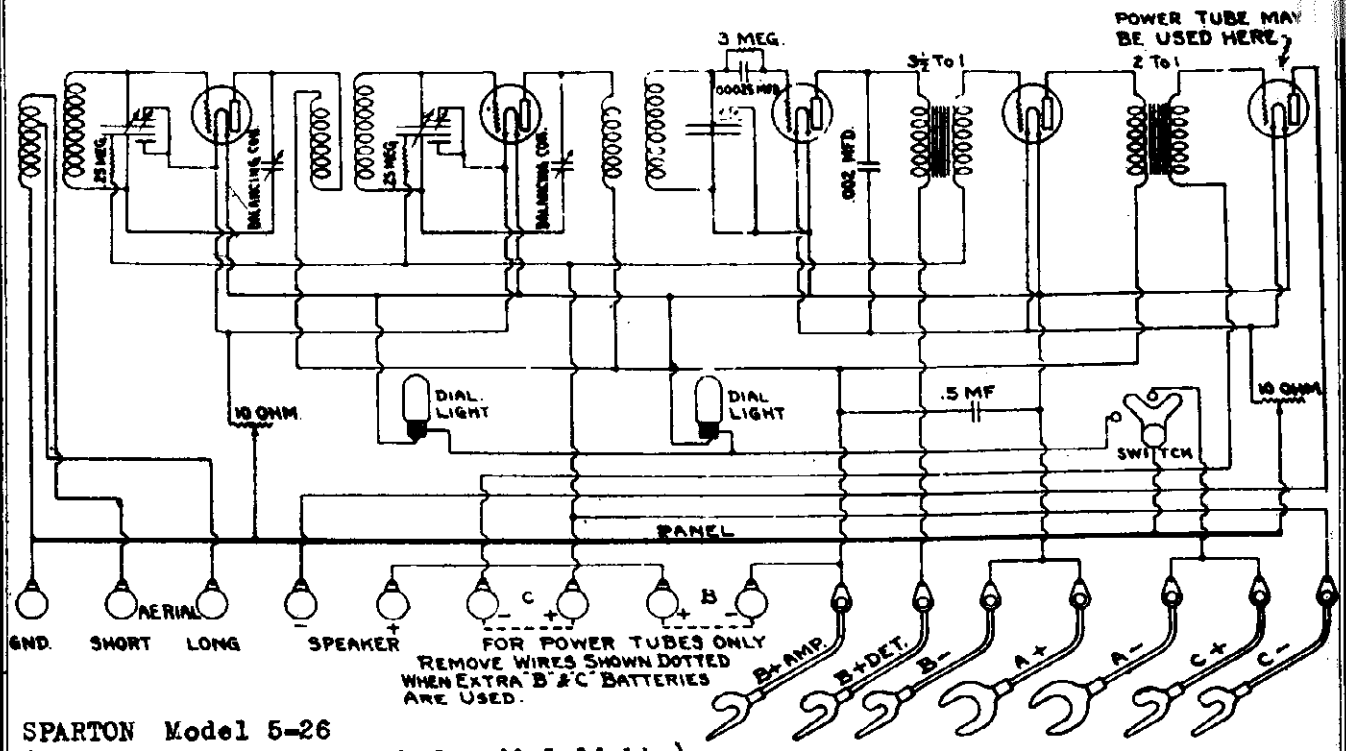 POWER TUBE MAY
BE USED HERE
3 MEG.
3½ TO 1
2 TO 1
.00025 MFD.
.25 MEG.
BALANCING CON.
.25 MEG
BALANCING CON.
.002 MFD.
DIAL.
LIGHT
DIAL
LIGHT
.5 MF
10 OHM.
10 OHM.
SWITCH
PANEL
GND.
SHORT
AERIAL
LONG
-
SPEAKER
+
- C +
+ B -
FOR POWER TUBES ONLY
REMOVE WIRES SHOWN DOTTED
WHEN EXTRA "B" & "C" BATTERIES
ARE USED.
B+ AMP.
B+ DET.
B-
A+
A-
C+
C-
SPARTON Model 5-26